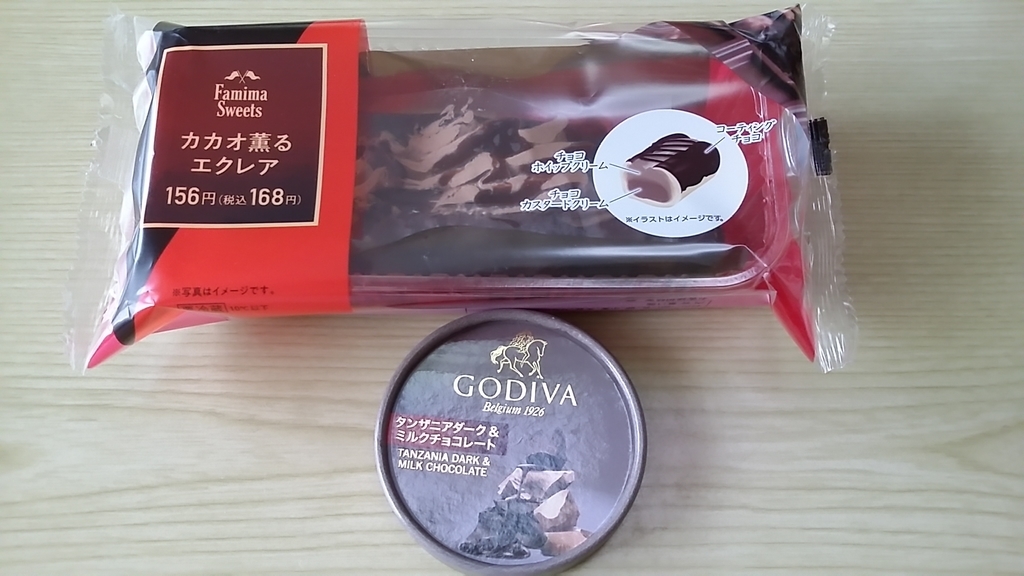 Famima
Sweets
カカオ薫る
エクレア
156円(税込168円)
※写真はイメージです。
コーティング
チョコ
チョコ
ホイップクリーム
チョコ
カスタードクリーム
※イラストはイメージです。
GODIVA
Belgium 1926
タンザニアダーク&
ミルクチョコレート
TANZANIA DARK &
MILK CHOCOLATE